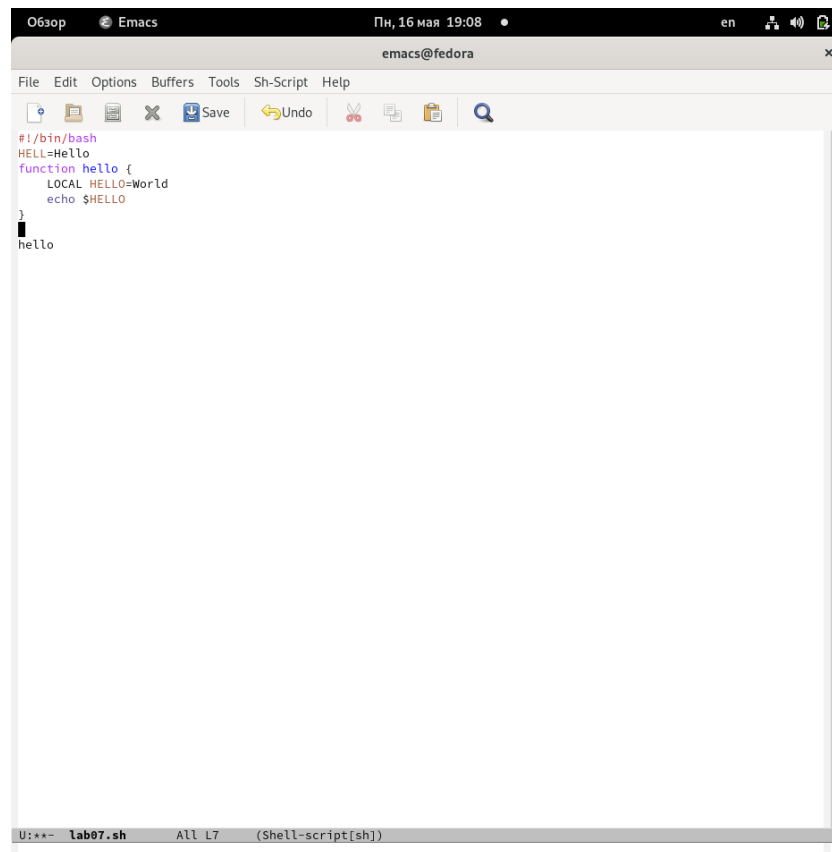 Обзор Emacs Пн, 16 мая 19:08 en
emacs@fedora
File Edit Options Buffers Tools Sh-Script Help
Save Undo
#!/bin/bash
HELL=Hello
function hello {
    LOCAL HELLO=World
    echo $HELLO
}
hello
U:**- lab07.sh All L7 (Shell-script[sh])